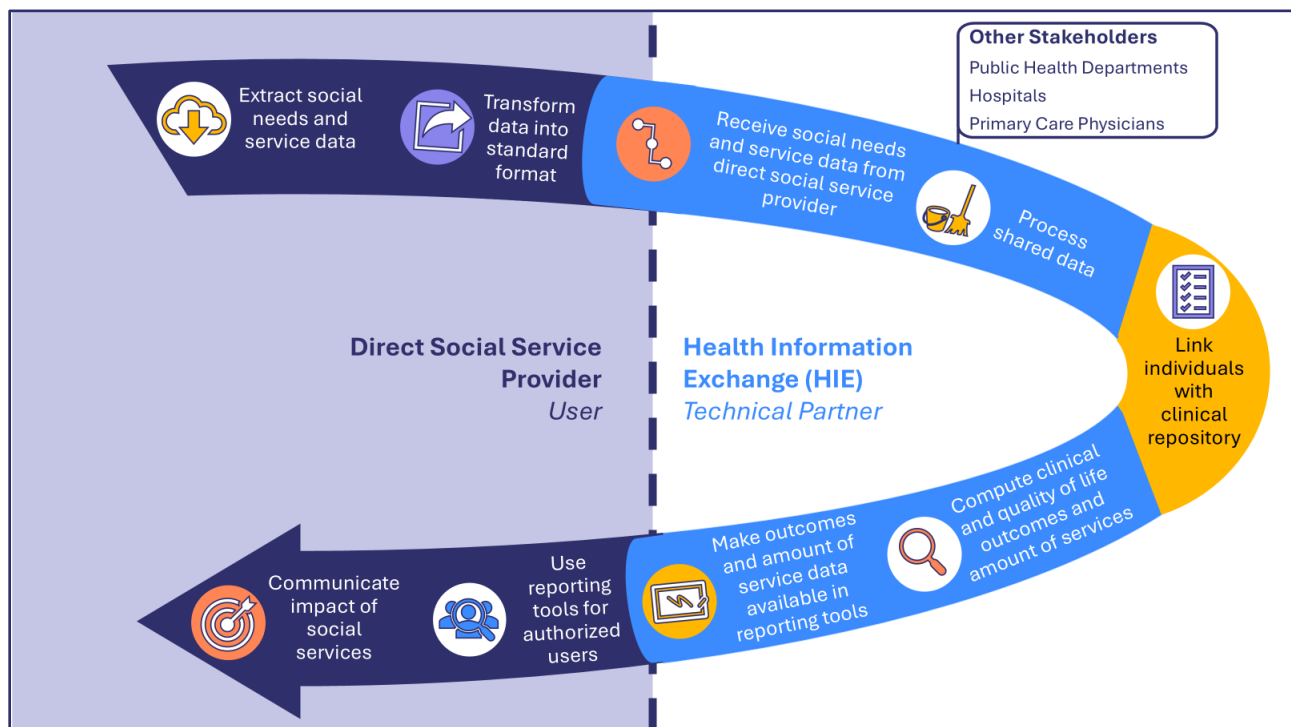 Other Stakeholders
Public Health Departments
Hospitals
Primary Care Physicians
Extract social
needs and
service data
Transform
data into
standard
format
Receive social needs
and service data from
direct social service
provider
Process
shared data
Link
individuals
with
clinical
repository
Direct Social Service
Provider
User
Health Information
Exchange (HIE)
Technical Partner
Compute clinical
and quality of life
outcomes and
amount of services
Make outcomes
and amount of
service data
available in
reporting tools
Use
reporting
tools for
authorized
users
Communicate
impact of
social
services